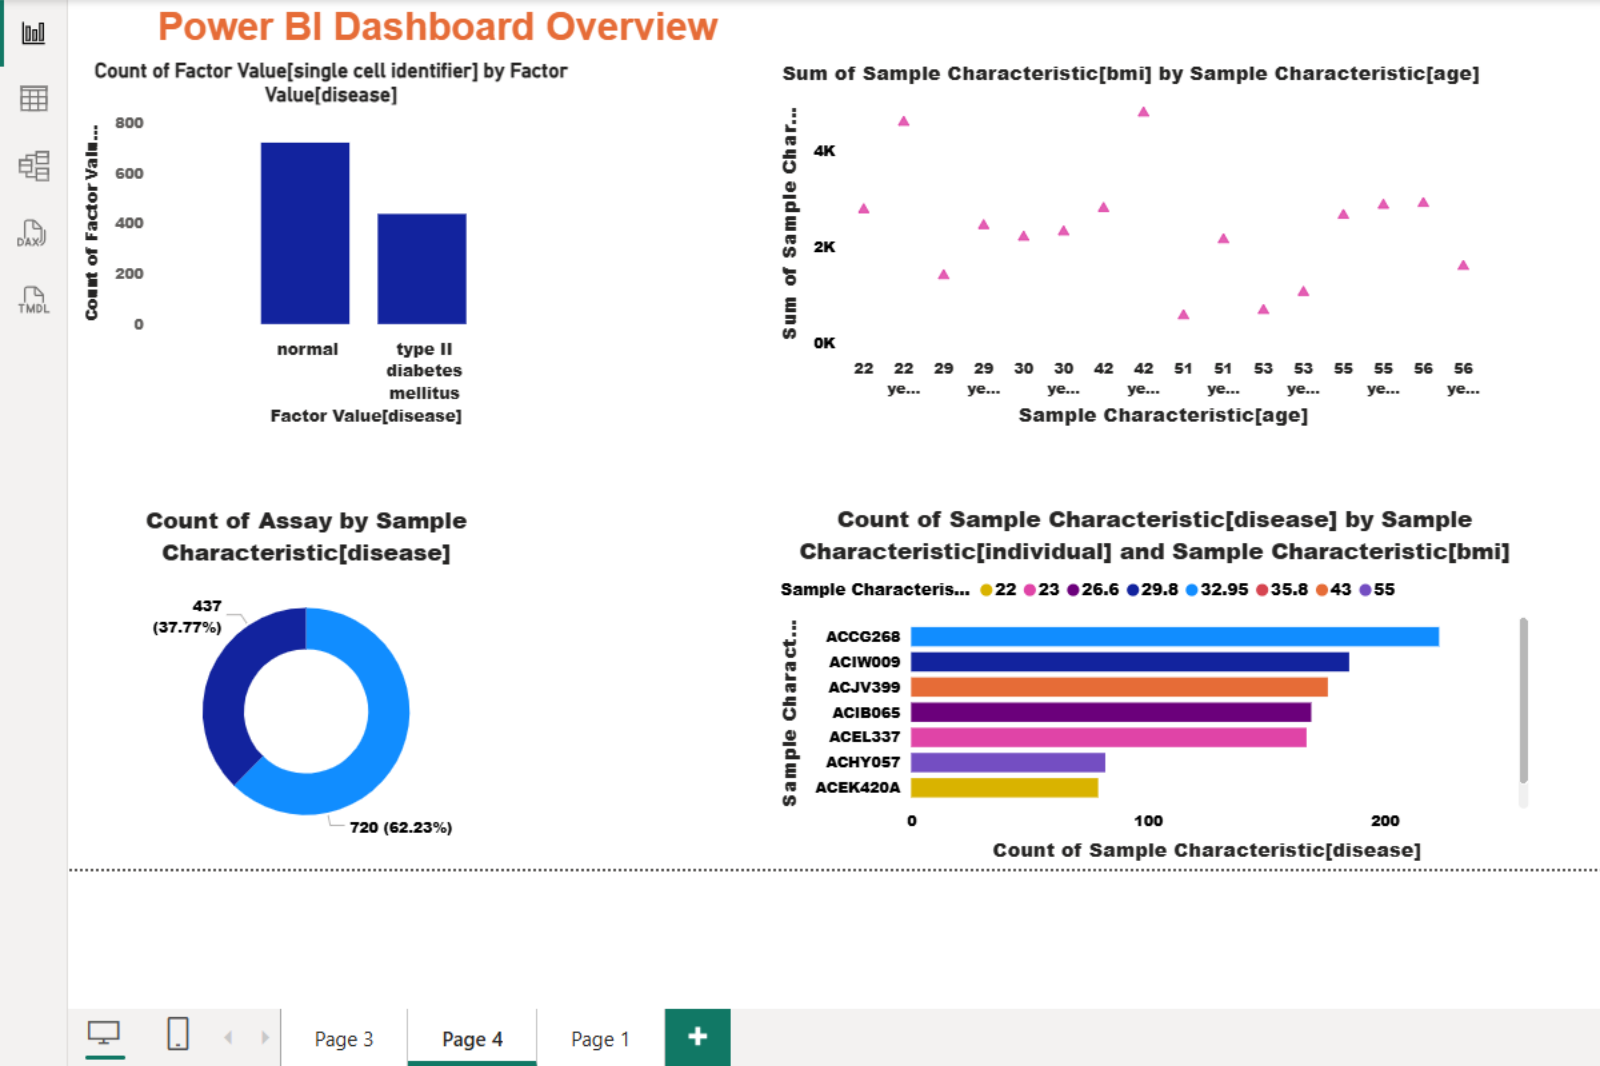 Power BI Dashboard Overview
Count of Factor Value[single cell identifier] by Factor
Value[disease]
Count of Factor Valu...
800
600
400
200
0
normal
type II
diabetes
mellitus
Factor Value[disease]
Sum of Sample Characteristic[bmi] by Sample Characteristic[age]
Sum of Sample Char...
4K
2K
0K
22 22 29 29 30 30 42 42 51 51 53 53 55 55 56 56
ye... ye... ye... ye... ye... ye... ye... ye...
Sample Characteristic[age]
Count of Assay by Sample
Characteristic[disease]
437
(37.77%)
720 (62.23%)
Count of Sample Characteristic[disease] by Sample
Characteristic[individual] and Sample Characteristic[bmi]
Sample Characteris... 22 23 26.6 29.8 32.95 35.8 43 55
Sample Charact...
ACCG268
ACIW009
ACJV399
ACIB065
ACEL337
ACHY057
ACEK420A
0 100 200
Count of Sample Characteristic[disease]
DAX
TMDL
Page 3 Page 4 Page 1 +